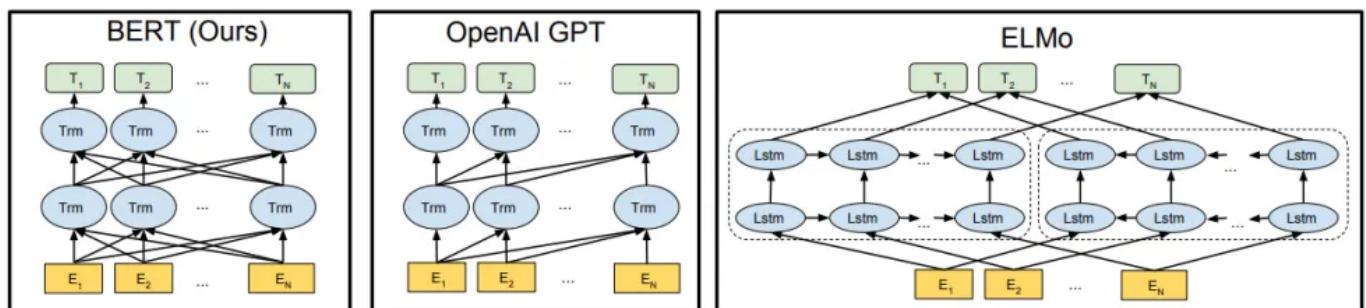 BERT (Ours)
T1 T2 ... TN
Trm Trm ... Trm
Trm Trm ... Trm
E1 E2 ... EN
OpenAI GPT
T1 T2 ... TN
Trm Trm ... Trm
Trm Trm ... Trm
E1 E2 ... EN
ELMo
T1 T2 ... TN
Lstm Lstm ... Lstm Lstm Lstm ... Lstm
Lstm Lstm ... Lstm Lstm Lstm ... Lstm
E1 E2 ... EN